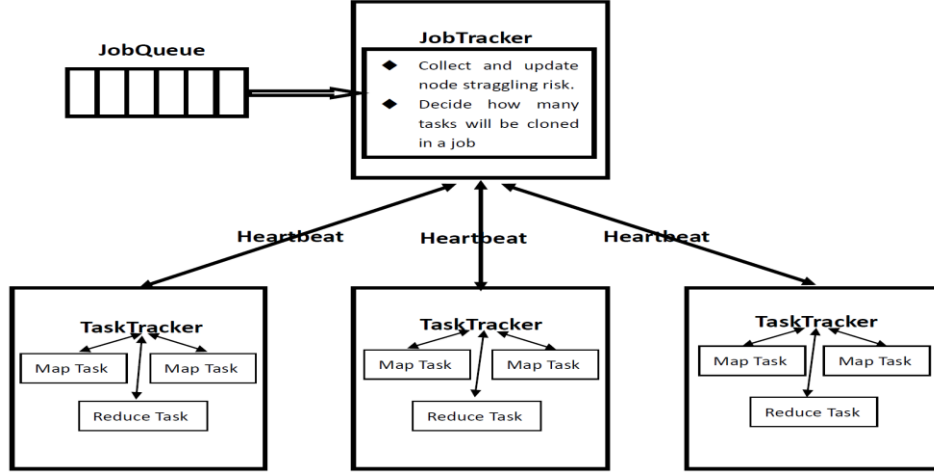 JobQueue
JobTracker
◆ Collect and update
node straggling risk.
◆ Decide how many
tasks will be cloned
in a job
Heartbeat
Heartbeat
Heartbeat
TaskTracker
Map Task
Map Task
Reduce Task
TaskTracker
Map Task
Map Task
Reduce Task
TaskTracker
Map Task
Map Task
Reduce Task